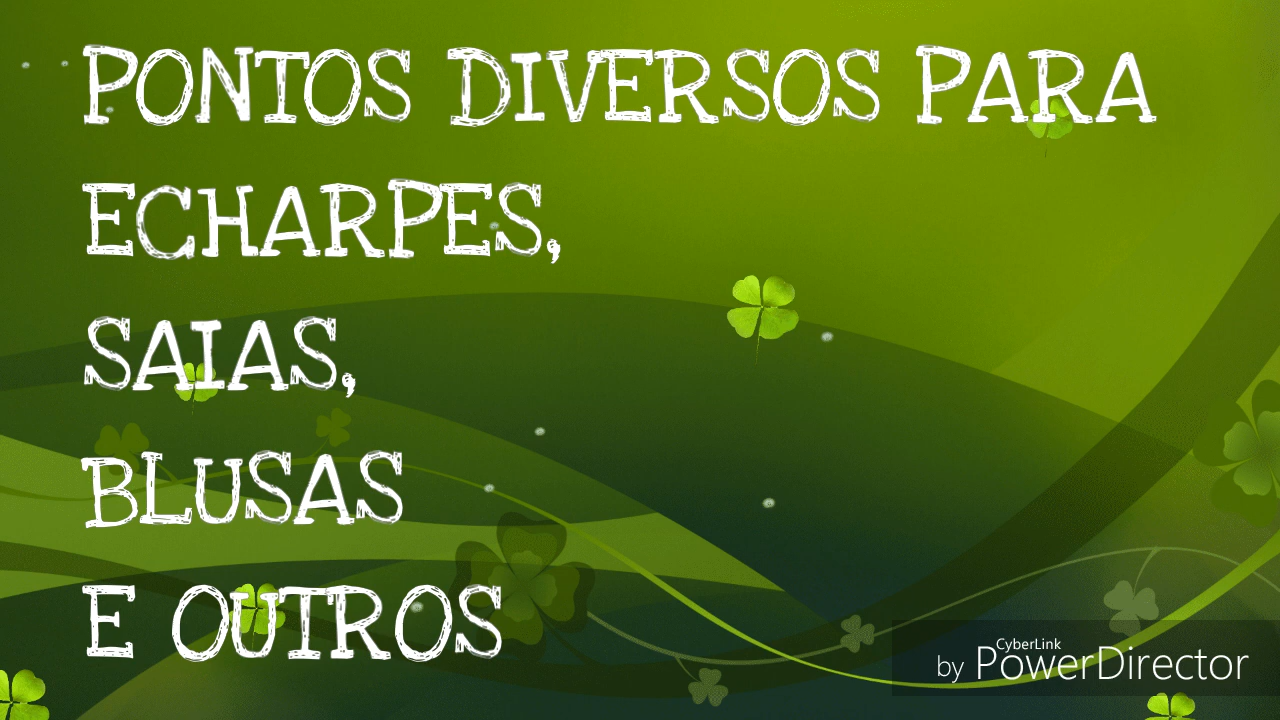 PONTOS DIVERSOS PARA
ECHARPES,
SAIAS,
BLUSAS
E OUTROS
by CyberLink PowerDirector